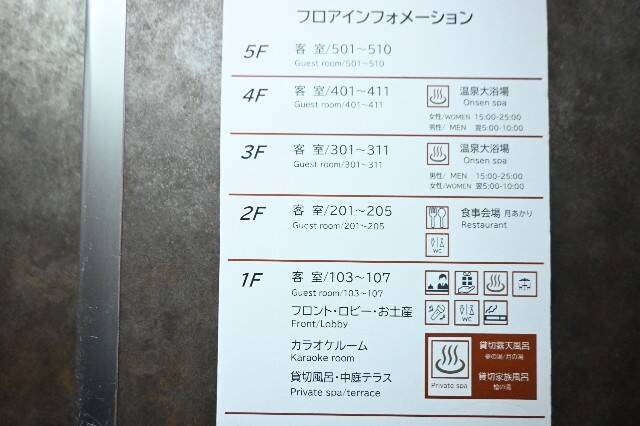 フロアインフォメーション
5F 客 室/501～510
Guest room/501～510
4F 客 室/401～411 温泉大浴場
Guest room/401～411 Onsen spa
女性/WOMEN 15:00-25:00
男性/ MEN 翌5:00-10:00
3F 客 室/301～311 温泉大浴場
Guest room/301～311 Onsen spa
男性/ MEN 15:00-25:00
女性/WOMEN 翌5:00-10:00
2F 客 室/201～205 食事会場 月あかり
Guest room/201～205 Restaurant
WC
1F 客 室/103～107
Guest room/103～107
フロント・ロビー・お土産
Front/Lobby
WC
カラオケルーム
Karaoke room
貸切風呂・中庭テラス
Private spa/terrace
Private spa
貸切露天風呂
貸切家族風呂